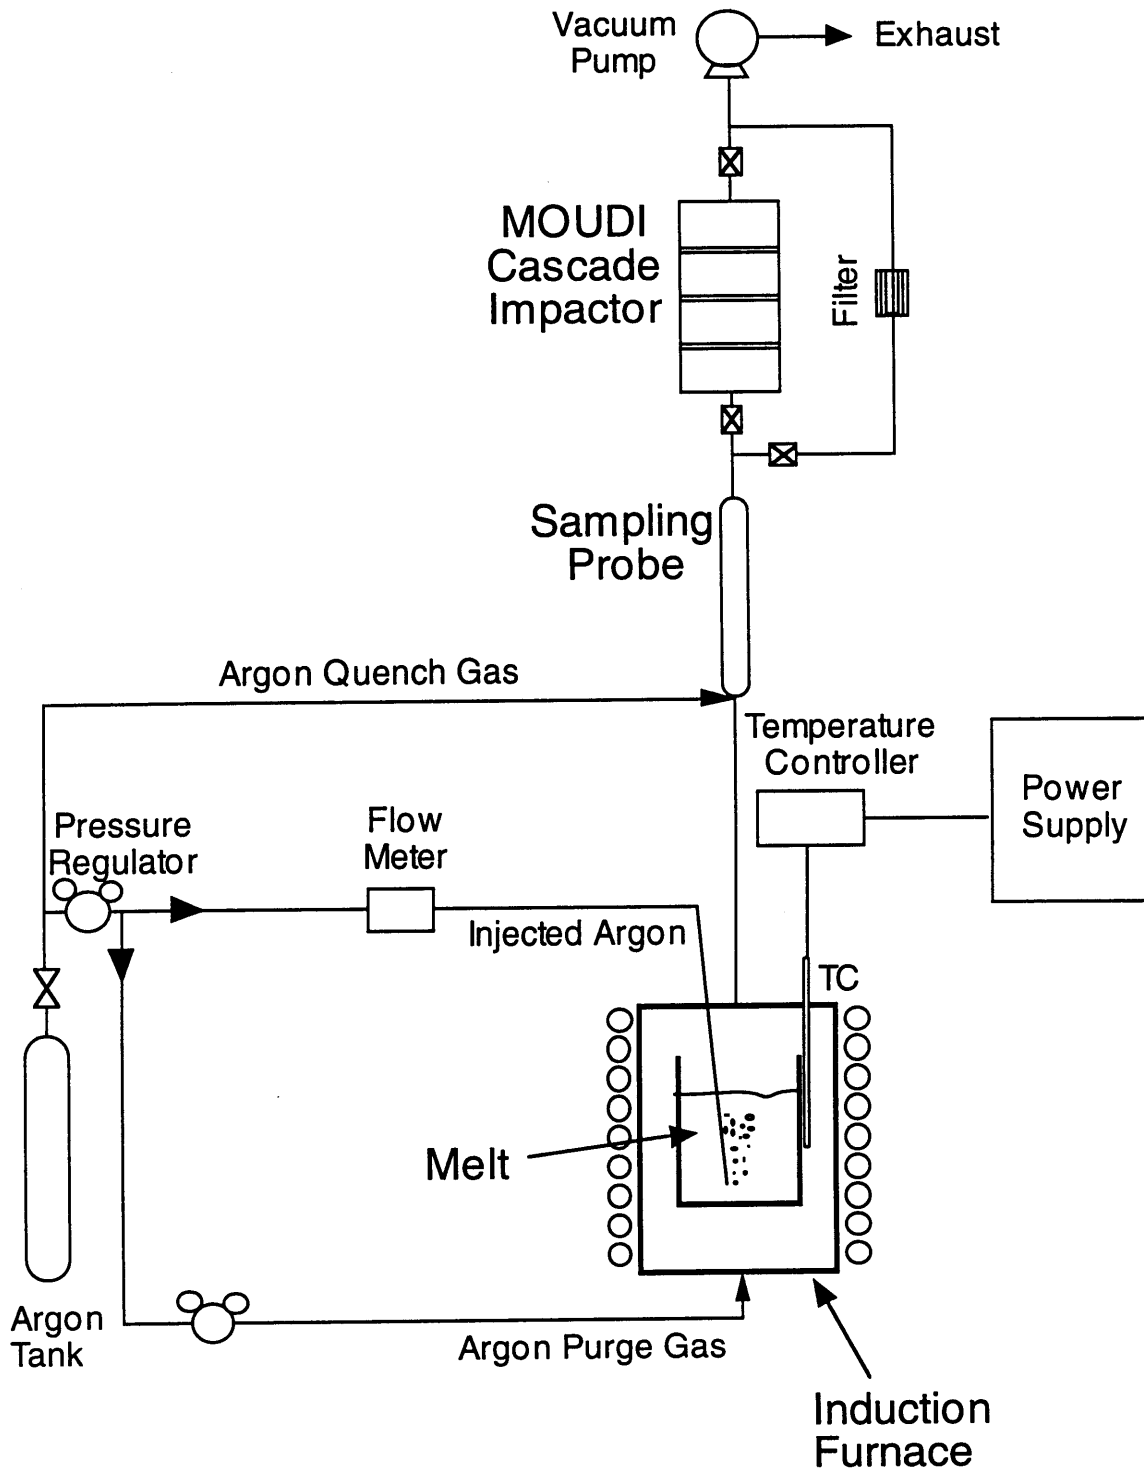 Vacuum
Pump
Exhaust
MOUDI
Cascade
Impactor
Filter
Sampling
Probe
Argon Quench Gas
Temperature
Controller
Power
Supply
Pressure
Regulator
Flow
Meter
Injected Argon
TC
Melt
Argon
Tank
Argon Purge Gas
Induction
Furnace